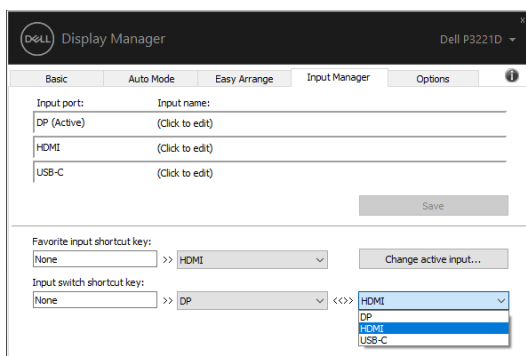 x
DELL Display Manager Dell P3221D
Basic Auto Mode Easy Arrange Input Manager Options i
Input port: Input name:
DP (Active) (Click to edit)
HDMI (Click to edit)
USB-C (Click to edit)
Save
Favorite input shortcut key:
None >> HDMI Change active input...
Input switch shortcut key:
None >> DP <<>> HDMI
DP
HDMI
USB-C